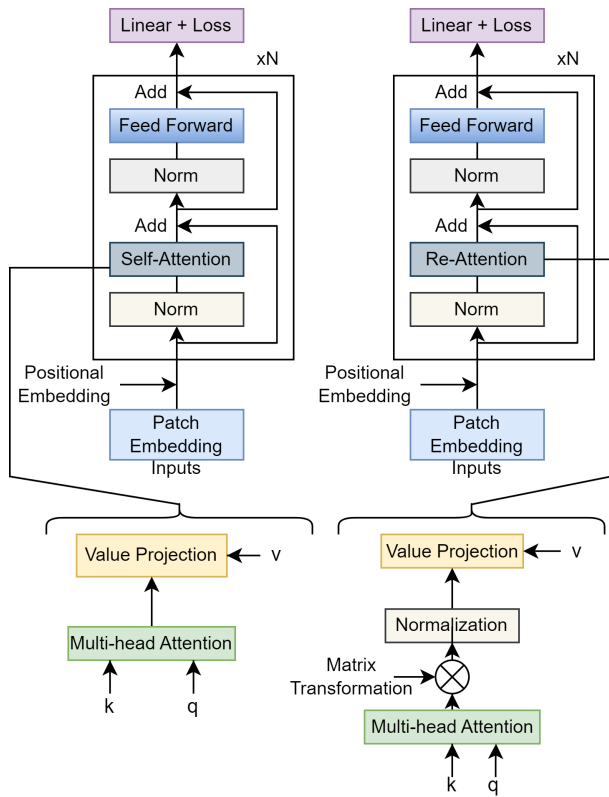 Linear + Loss
xN
Add
Feed Forward
Norm
Add
Self-Attention
Norm
Positional
Embedding
Patch
Embedding
Inputs
Value Projection
v
Multi-head Attention
k
q
Linear + Loss
xN
Add
Feed Forward
Norm
Add
Re-Attention
Norm
Positional
Embedding
Patch
Embedding
Inputs
Value Projection
v
Normalization
Matrix
Transformation
Multi-head Attention
k
q